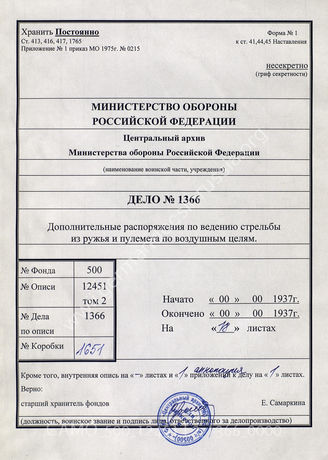 Хранить Постоянно
Форма № 1
Ст. 413, 416, 417, 1765
к ст. 41,44,45 Наставления
Приложение № 1 приказ МО 1975г. № 0215
несекретно
(гриф секретности)
МИНИСТЕРСТВО ОБОРОНЫ
РОССИЙСКОЙ ФЕДЕРАЦИИ
Центральный архив
Министерства обороны Российской Федерации
(наименование воинской части, учреждения)
ДЕЛО № 1366
Дополнительные распоряжения по ведению стрельбы
из ружья и пулемета по воздушным целям.
№ Фонда 500
№ Описи 12451
том 2
№ Дела 1366
по описи
№ Коробки 1651
Начато « 00 » 00 1937г.
Окончено « 00 » 00 1937г.
На листах
Кроме того, внутренняя опись на «–» листах и приложения к делу на « 1 » листах.
Верно:
старший хранитель фондов Е. Самаркина
(должность, воинское звание и подпись лица ответственного за делопроизводство)